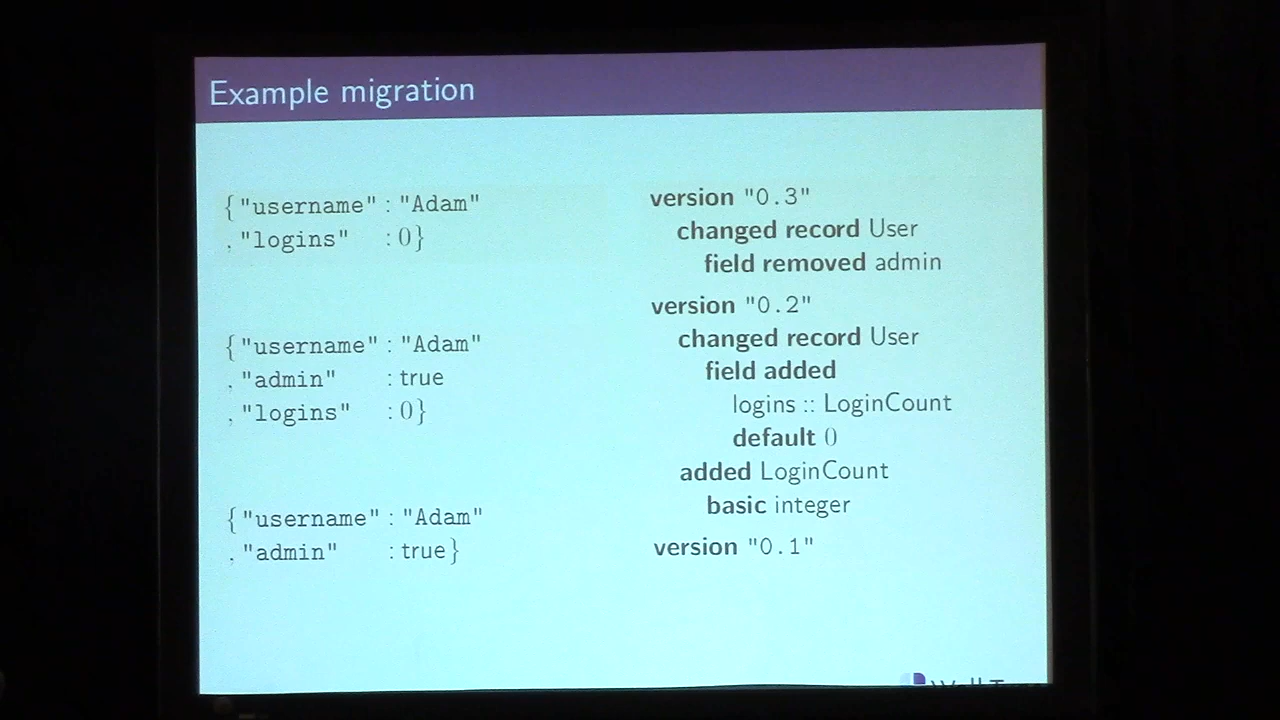 Example migration
{"username" : "Adam"
, "logins" : 0}
{"username" : "Adam"
, "admin" : true
, "logins" : 0}
{"username" : "Adam"
, "admin" : true}
version "0.3"
changed record User
field removed admin
version "0.2"
changed record User
field added
logins :: LoginCount
default 0
added LoginCount
basic integer
version "0.1"